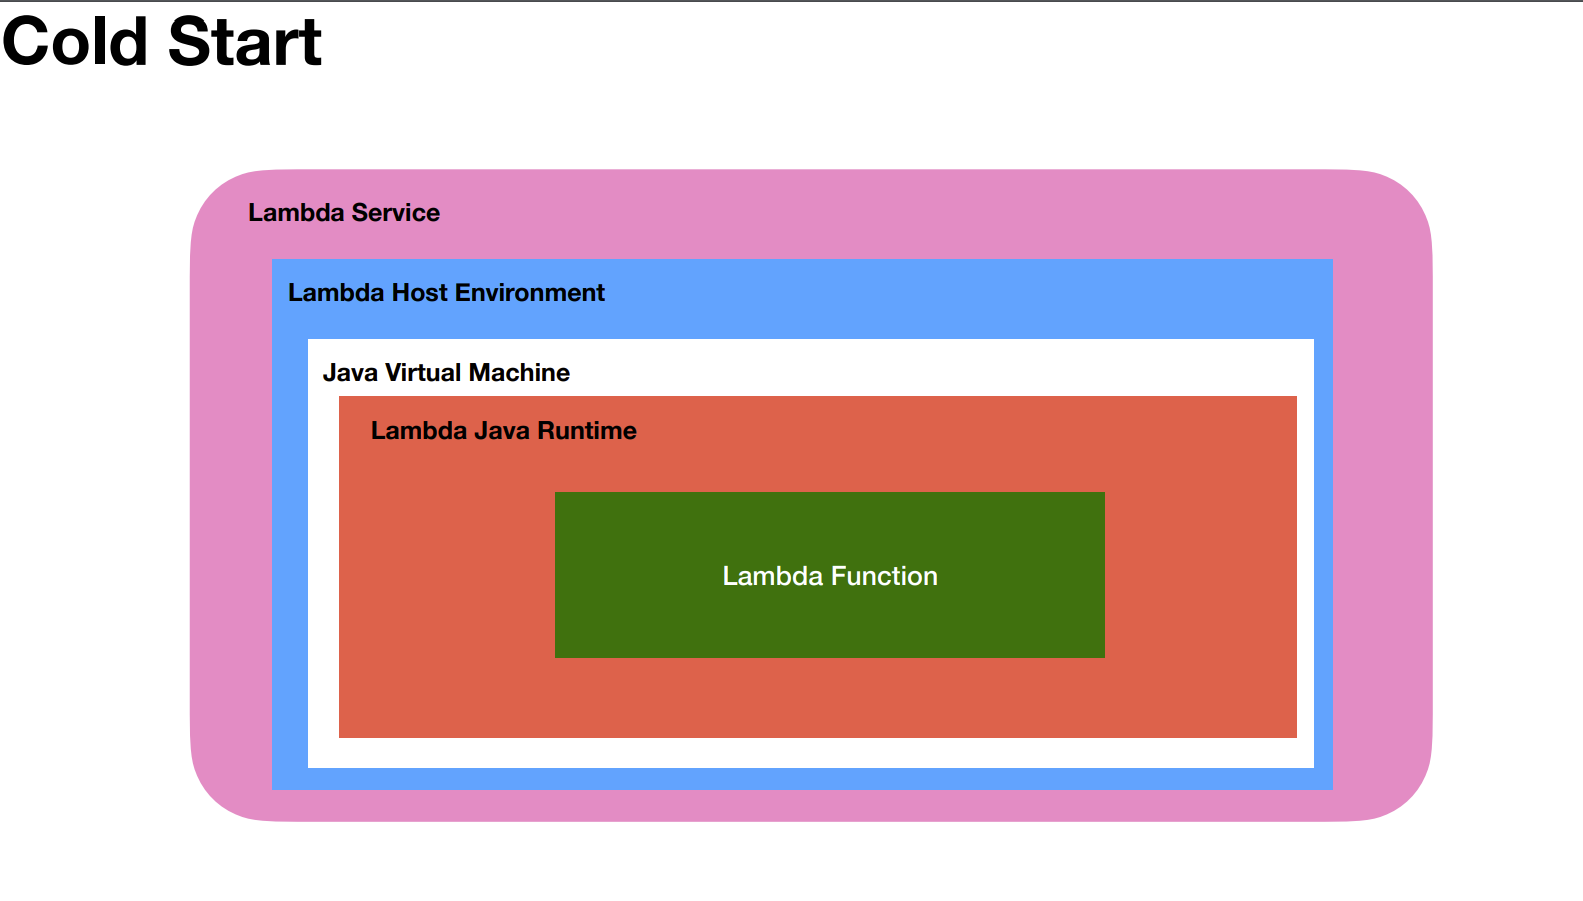 Cold Start
Lambda Service
Lambda Host Environment
Java Virtual Machine
Lambda Java Runtime
Lambda Function